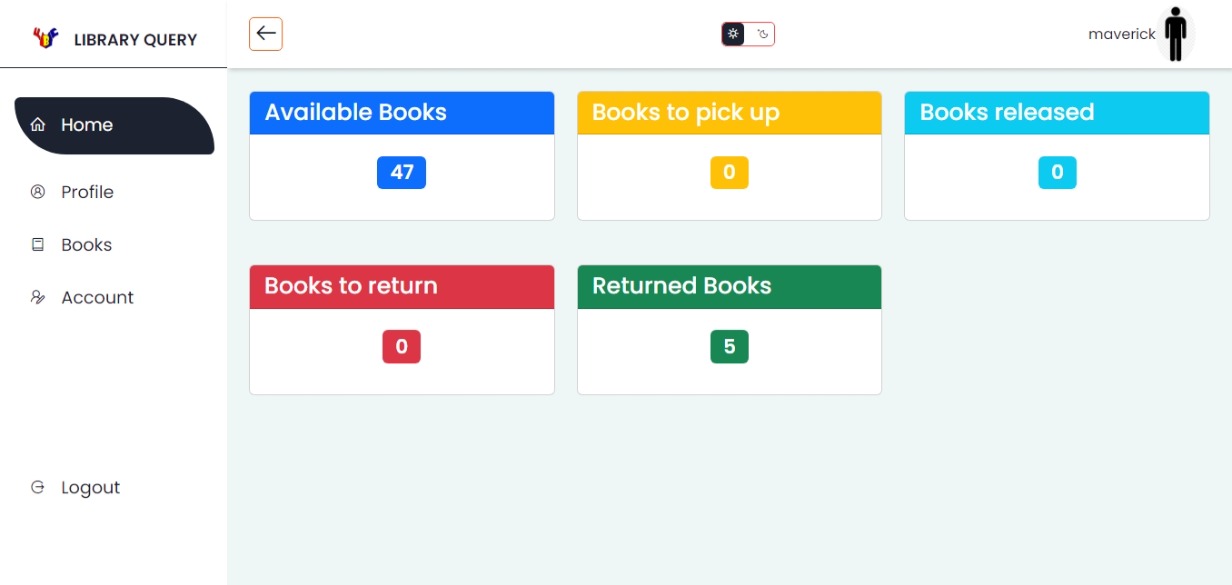 LIBRARY QUERY
maverick
Home
Profile
Books
Account
Logout
Available Books
47
Books to pick up
0
Books released
0
Books to return
0
Returned Books
5